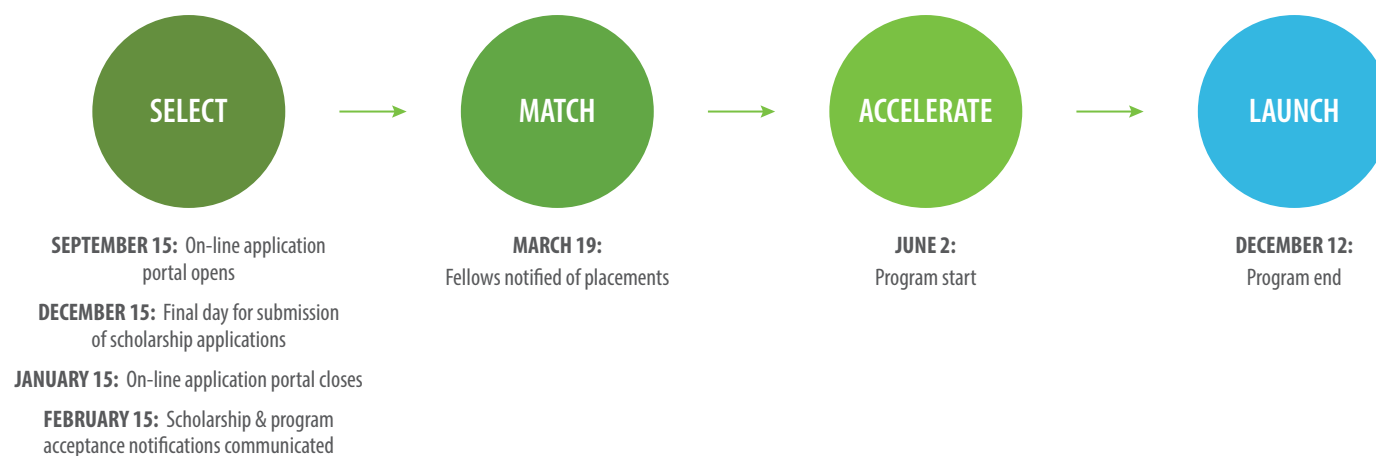 SELECT
MATCH
ACCELERATE
LAUNCH
SEPTEMBER 15: On-line application
portal opens
DECEMBER 15: Final day for submission
of scholarship applications
JANUARY 15: On-line application portal closes
FEBRUARY 15: Scholarship & program
acceptance notifications communicated
MARCH 19:
Fellows notified of placements
JUNE 2:
Program start
DECEMBER 12:
Program end